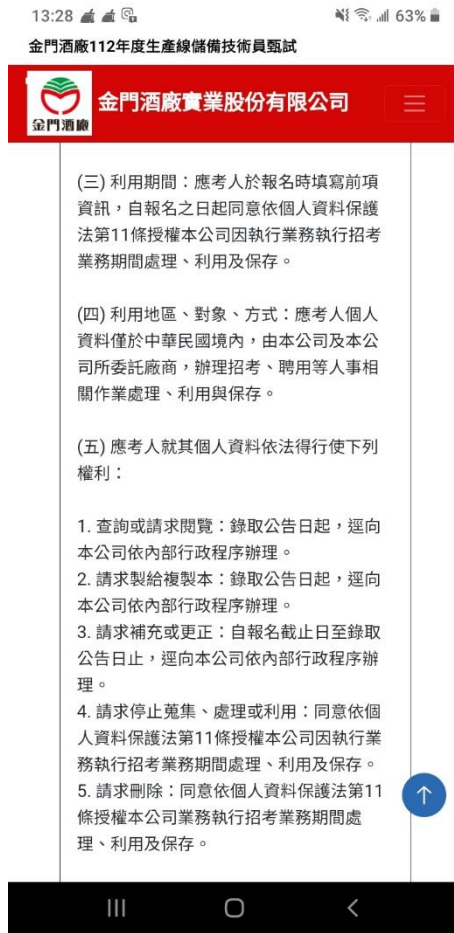 13:28
63%
金門酒廠112年度生產線儲備技術員甄試
金門酒廠
金門酒廠實業股份有限公司
(三) 利用期間：應考人於報名時填寫前項
資訊，自報名之日起同意依個人資料保護
法第11條授權本公司因執行業務執行招考
業務期間處理、利用及保存。
(四) 利用地區、對象、方式：應考人個人
資料僅於中華民國境內，由本公司及本公
司所委託廠商，辦理招考、聘用等人事相
關作業處理、利用與保存。
(五) 應考人就其個人資料依法得行使下列
權利：
1. 查詢或請求閱覽：錄取公告日起，逕向
本公司依內部行政程序辦理。
2. 請求製給複製本：錄取公告日起，逕向
本公司依內部行政程序辦理。
3. 請求補充或更正：自報名截止日至錄取
公告日止，逕向本公司依內部行政程序辦
理。
4. 請求停止蒐集、處理或利用：同意依個
人資料保護法第11條授權本公司因執行業
務執行招考業務期間處理、利用及保存。
5. 請求刪除：同意依個人資料保護法第11
條授權本公司業務執行招考業務期間處
理、利用及保存。